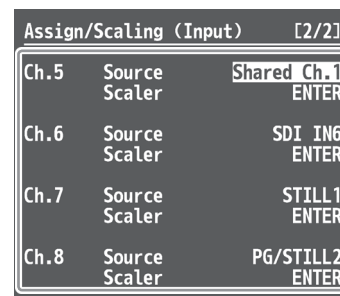 Assign/Scaling (Input) [2/2]
Ch.5 Source Shared Ch.1
Scaler ENTER
Ch.6 Source SDI IN6
Scaler ENTER
Ch.7 Source STILL1
Scaler ENTER
Ch.8 Source PG/STILL2
Scaler ENTER